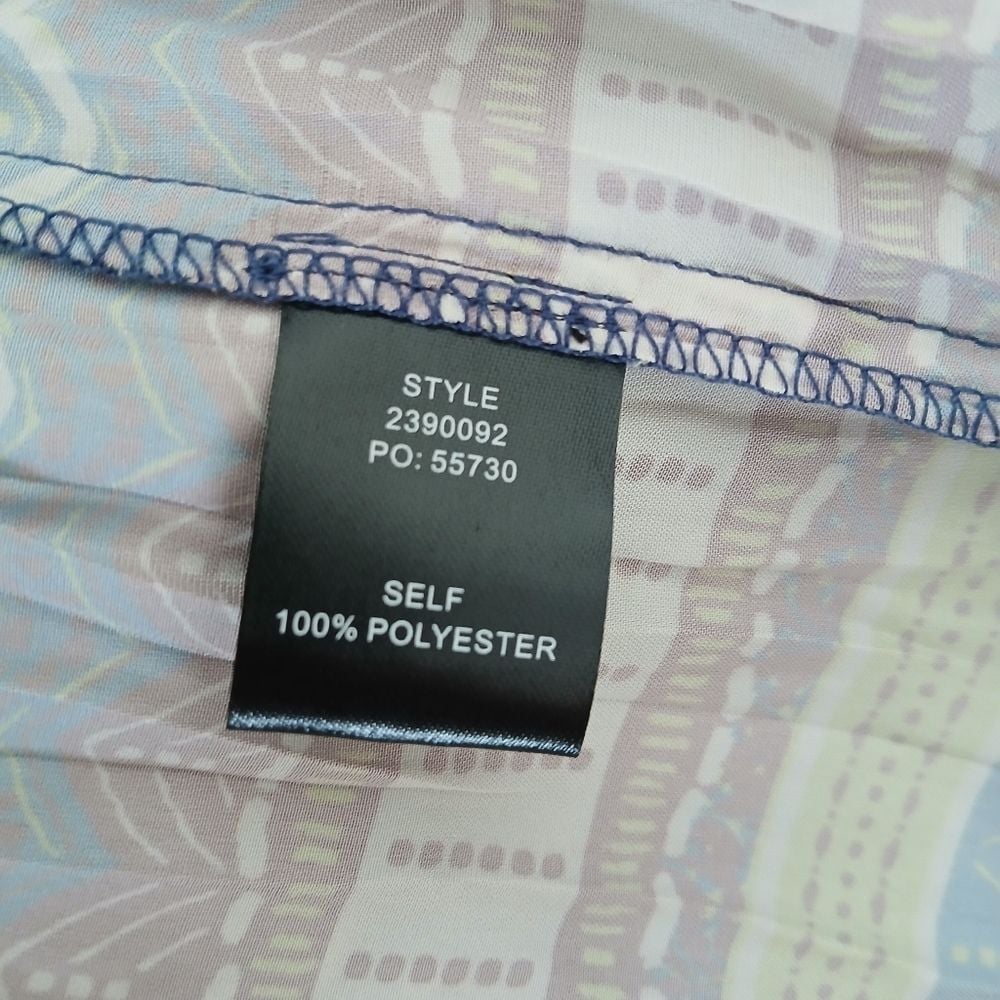 STYLE
2390092
PO: 55730
SELF
100% POLYESTER